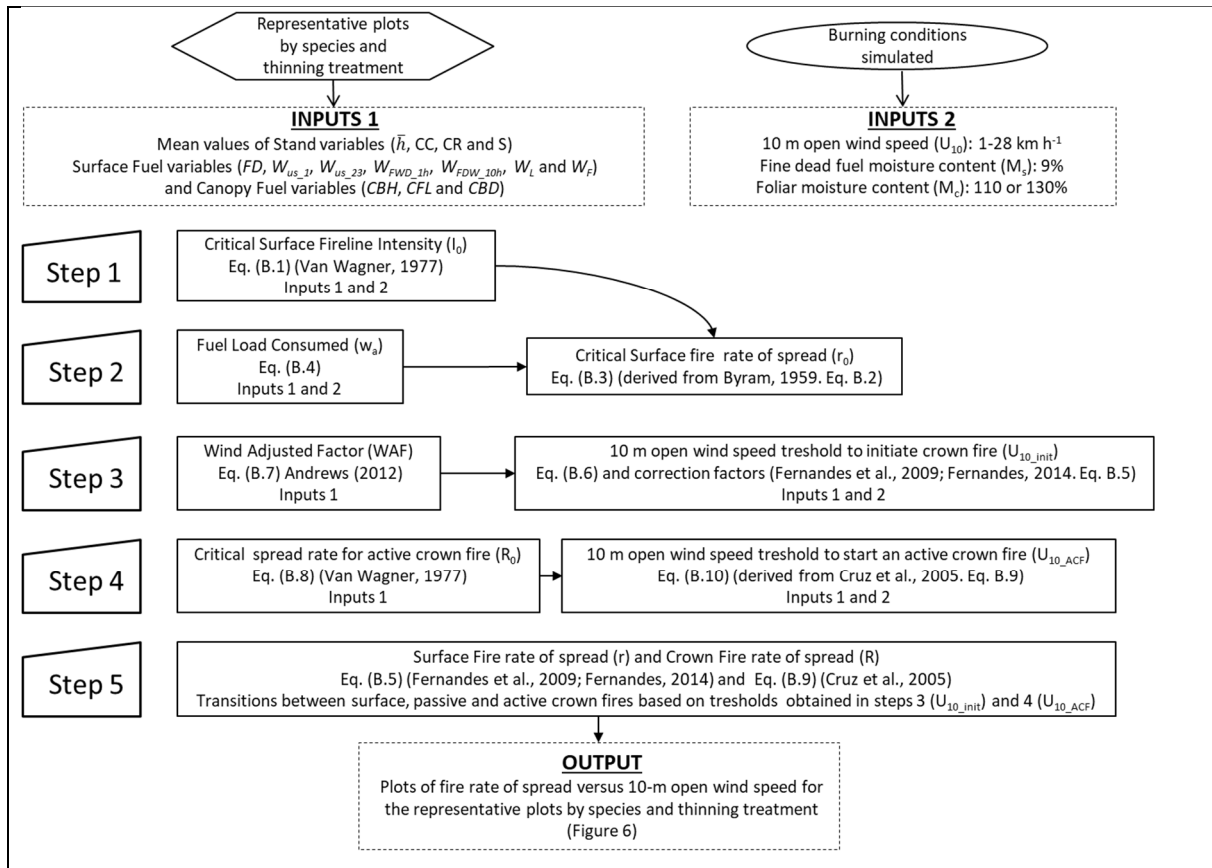 Representative plots
by species and
thinning treatment
Burning conditions
simulated
INPUTS 1
Mean values of Stand variables (h̄, CC, CR and S)
Surface Fuel variables (FD, W_us_1, W_us_23, W_FWD_1h, W_FDW_10h, W_L and W_F)
and Canopy Fuel variables (CBH, CFL and CBD)
INPUTS 2
10 m open wind speed (U₁₀): 1-28 km h⁻¹
Fine dead fuel moisture content (Mₛ): 9%
Foliar moisture content (M_c): 110 or 130%
Step 1
Critical Surface Fireline Intensity (I₀)
Eq. (B.1) (Van Wagner, 1977)
Inputs 1 and 2
Step 2
Fuel Load Consumed (wₐ)
Eq. (B.4)
Inputs 1 and 2
Critical Surface fire rate of spread (r₀)
Eq. (B.3) (derived from Byram, 1959. Eq. B.2)
Step 3
Wind Adjusted Factor (WAF)
Eq. (B.7) Andrews (2012)
Inputs 1
10 m open wind speed treshold to initiate crown fire (U₁₀_init)
Eq. (B.6) and correction factors (Fernandes et al., 2009; Fernandes, 2014. Eq. B.5)
Inputs 1 and 2
Step 4
Critical spread rate for active crown fire (R₀)
Eq. (B.8) (Van Wagner, 1977)
Inputs 1
10 m open wind speed treshold to start an active crown fire (U₁₀_ACF)
Eq. (B.10) (derived from Cruz et al., 2005. Eq. B.9)
Inputs 1 and 2
Step 5
Surface Fire rate of spread (r) and Crown Fire rate of spread (R)
Eq. (B.5) (Fernandes et al., 2009; Fernandes, 2014) and Eq. (B.9) (Cruz et al., 2005)
Transitions between surface, passive and active crown fires based on tresholds obtained in steps 3 (U₁₀_init) and 4 (U₁₀_ACF)
OUTPUT
Plots of fire rate of spread versus 10-m open wind speed for
the representative plots by species and thinning treatment
(Figure 6)